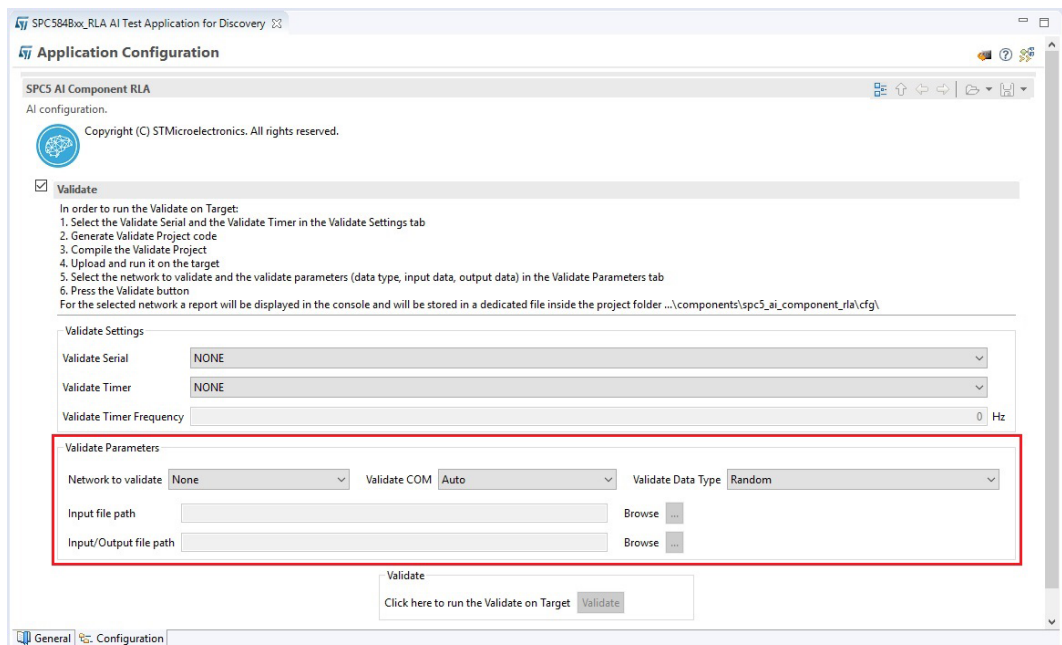 SPC584Bxx_RLA AI Test Application for Discovery
Application Configuration
SPC5 AI Component RLA
AI configuration.
Copyright (C) STMicroelectronics. All rights reserved.
Validate
In order to run the Validate on Target:
1. Select the Validate Serial and the Validate Timer in the Validate Settings tab
2. Generate Validate Project code
3. Compile the Validate Project
4. Upload and run it on the target
5. Select the network to validate and the validate parameters (data type, input data, output data) in the Validate Parameters tab
6. Press the Validate button
For the selected network a report will be displayed in the console and will be stored in a dedicated file inside the project folder ...\components\spc5_ai_component_rla\cfg\
Validate Settings
Validate Serial NONE
Validate Timer NONE
Validate Timer Frequency 0 Hz
Validate Parameters
Network to validate None Validate COM Auto Validate Data Type Random
Input file path Browse ...
Input/Output file path Browse ...
Validate
Click here to run the Validate on Target Validate
General Configuration